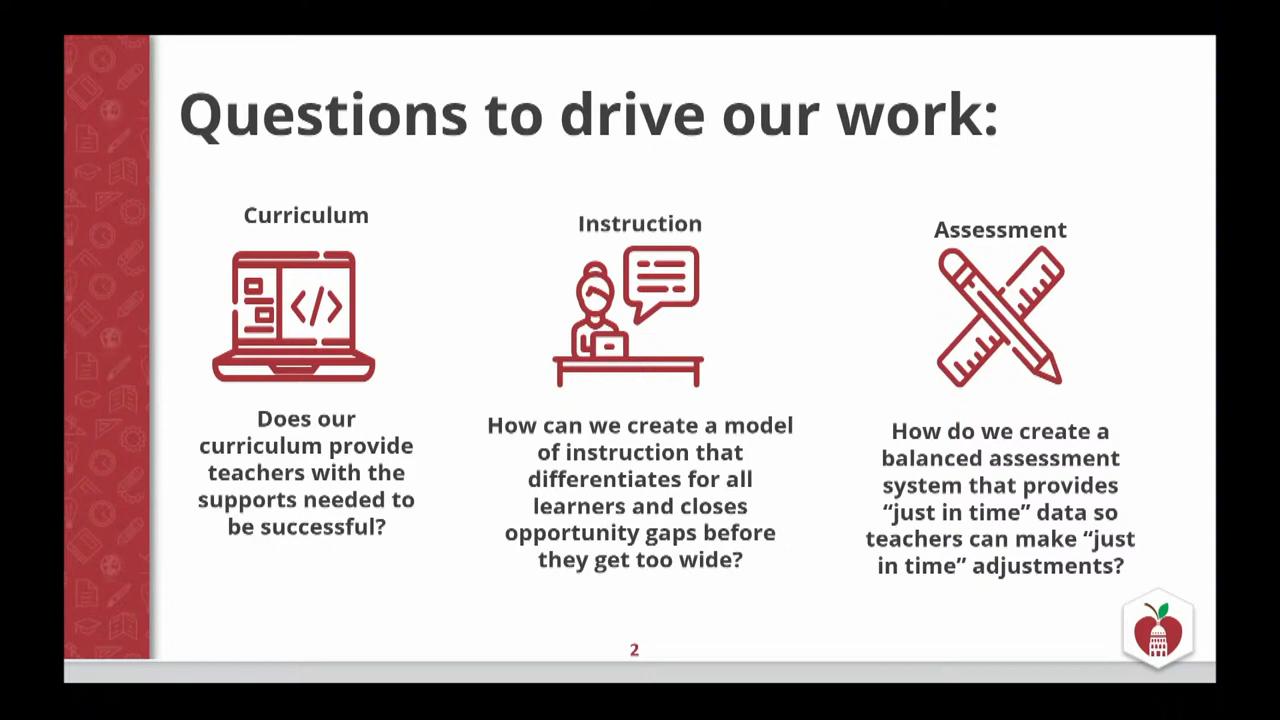 Questions to drive our work:
Curriculum
</>
Does our
curriculum provide
teachers with the
supports needed to
be successful?
Instruction
How can we create a model
of instruction that
differentiates for all
learners and closes
opportunity gaps before
they get too wide?
Assessment
How do we create a
balanced assessment
system that provides
“just in time” data so
teachers can make “just
in time” adjustments?
2